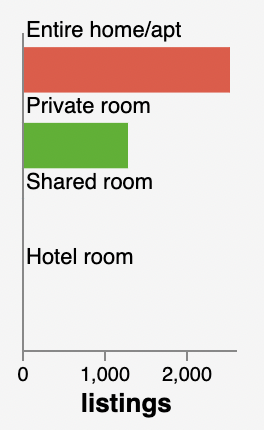 Entire home/apt
Private room
Shared room
Hotel room
0 1,000 2,000
listings